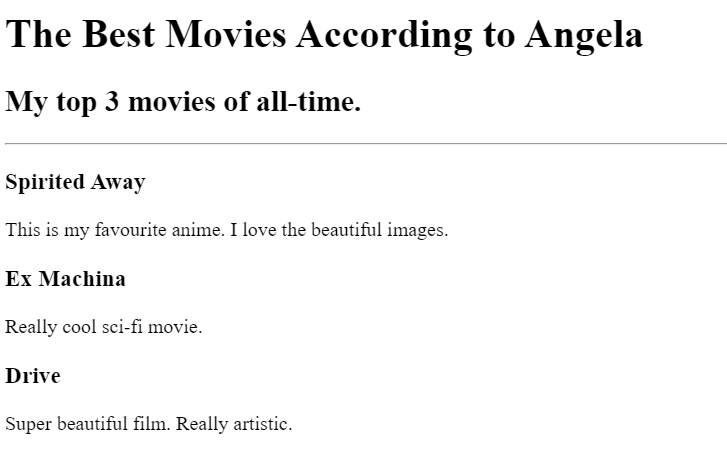 The Best Movies According to Angela
My top 3 movies of all-time.
Spirited Away
This is my favourite anime. I love the beautiful images.
Ex Machina
Really cool sci-fi movie.
Drive
Super beautiful film. Really artistic.